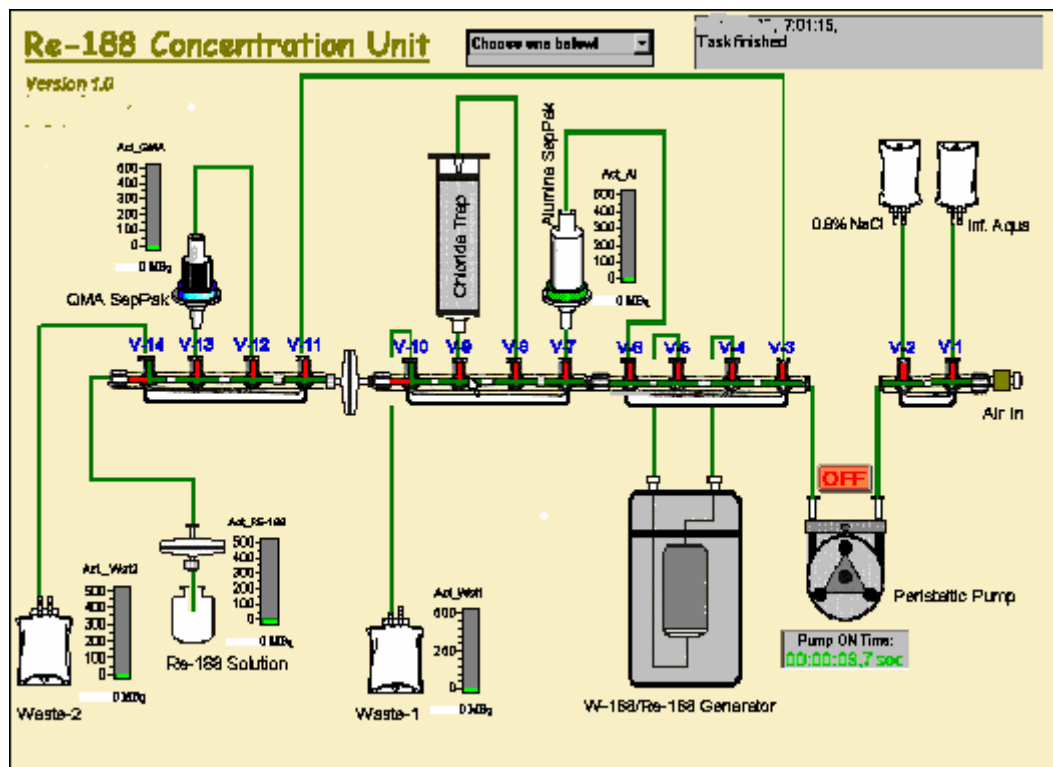 Re-188 Concentration Unit
Choose one below!
7:01:15,
Task finished
Version 1.0
Act_QMA
600
400
300
200
100
0
0 MBq
QMA SepPak
Chloride Trap
Alumina SepPak
Act_Al
600
400
300
200
100
0
0 MBq
0.9% NaCl
Inf. Aqua
V-14
V-13
V-12
V-11
V-10
V-9
V-8
V-7
V-6
V-5
V-4
V-3
V-2
V-1
Air In
OFF
Act_Wst2
500
400
300
200
100
0
0 MBq
Waste-2
Act_Re-188
500
400
300
200
100
0
0 MBq
Re-188 Solution
Act_Wst1
600
0
0 MBq
Waste-1
W-188/Re-188 Generator
Peristaltic Pump
Pump ON Time:
00:00:09,7 sec